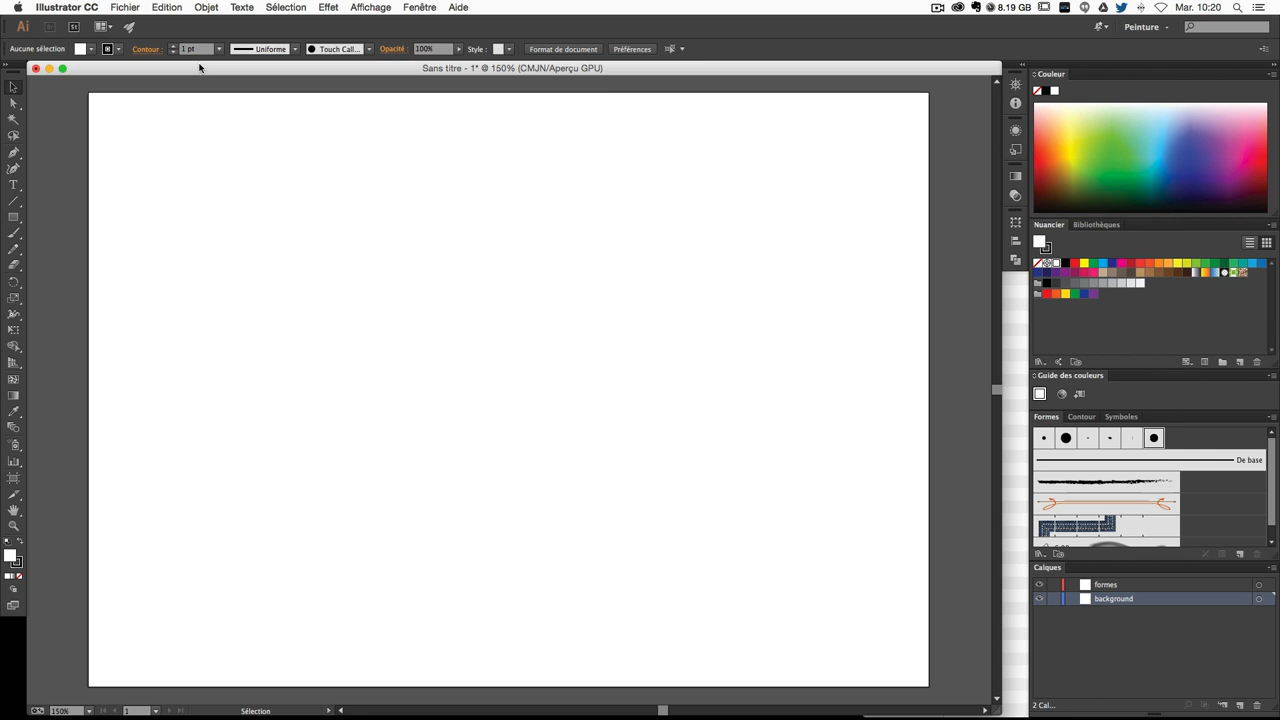 Illustrator CC Fichier Edition Objet Texte Sélection Effet Affichage Fenêtre Aide 8.19 GB Mar. 10:20
Ai Br St Peinture
Aucune sélection Contour : 1 pt Uniforme Touch Call... Opacité : 100% Style : Format de document Préférences
Sans titre - 1* @ 150% (CMJN/Aperçu GPU)
Couleur
Nuancier Bibliothèques
Guide des couleurs
Formes Contour Symboles
De base
Calques
formes
background
2 Cal...
150% 1 Sélection